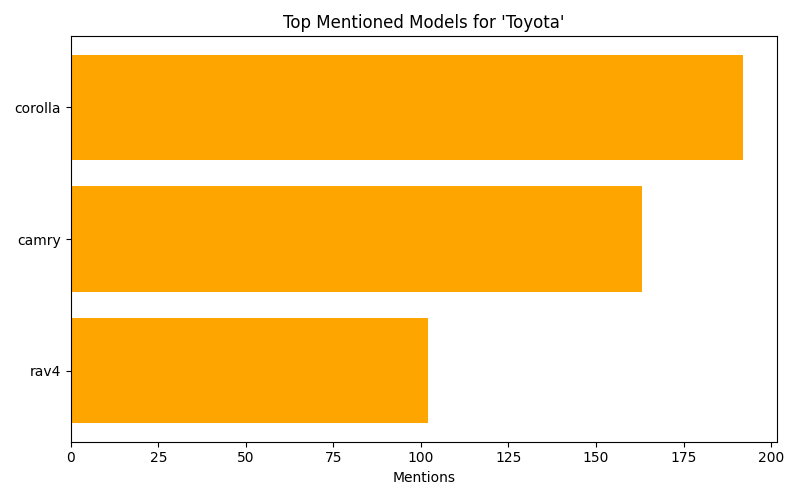 Top Mentioned Models for 'Toyota'
corolla
camry
rav4
0 25 50 75 100 125 150 175 200
Mentions